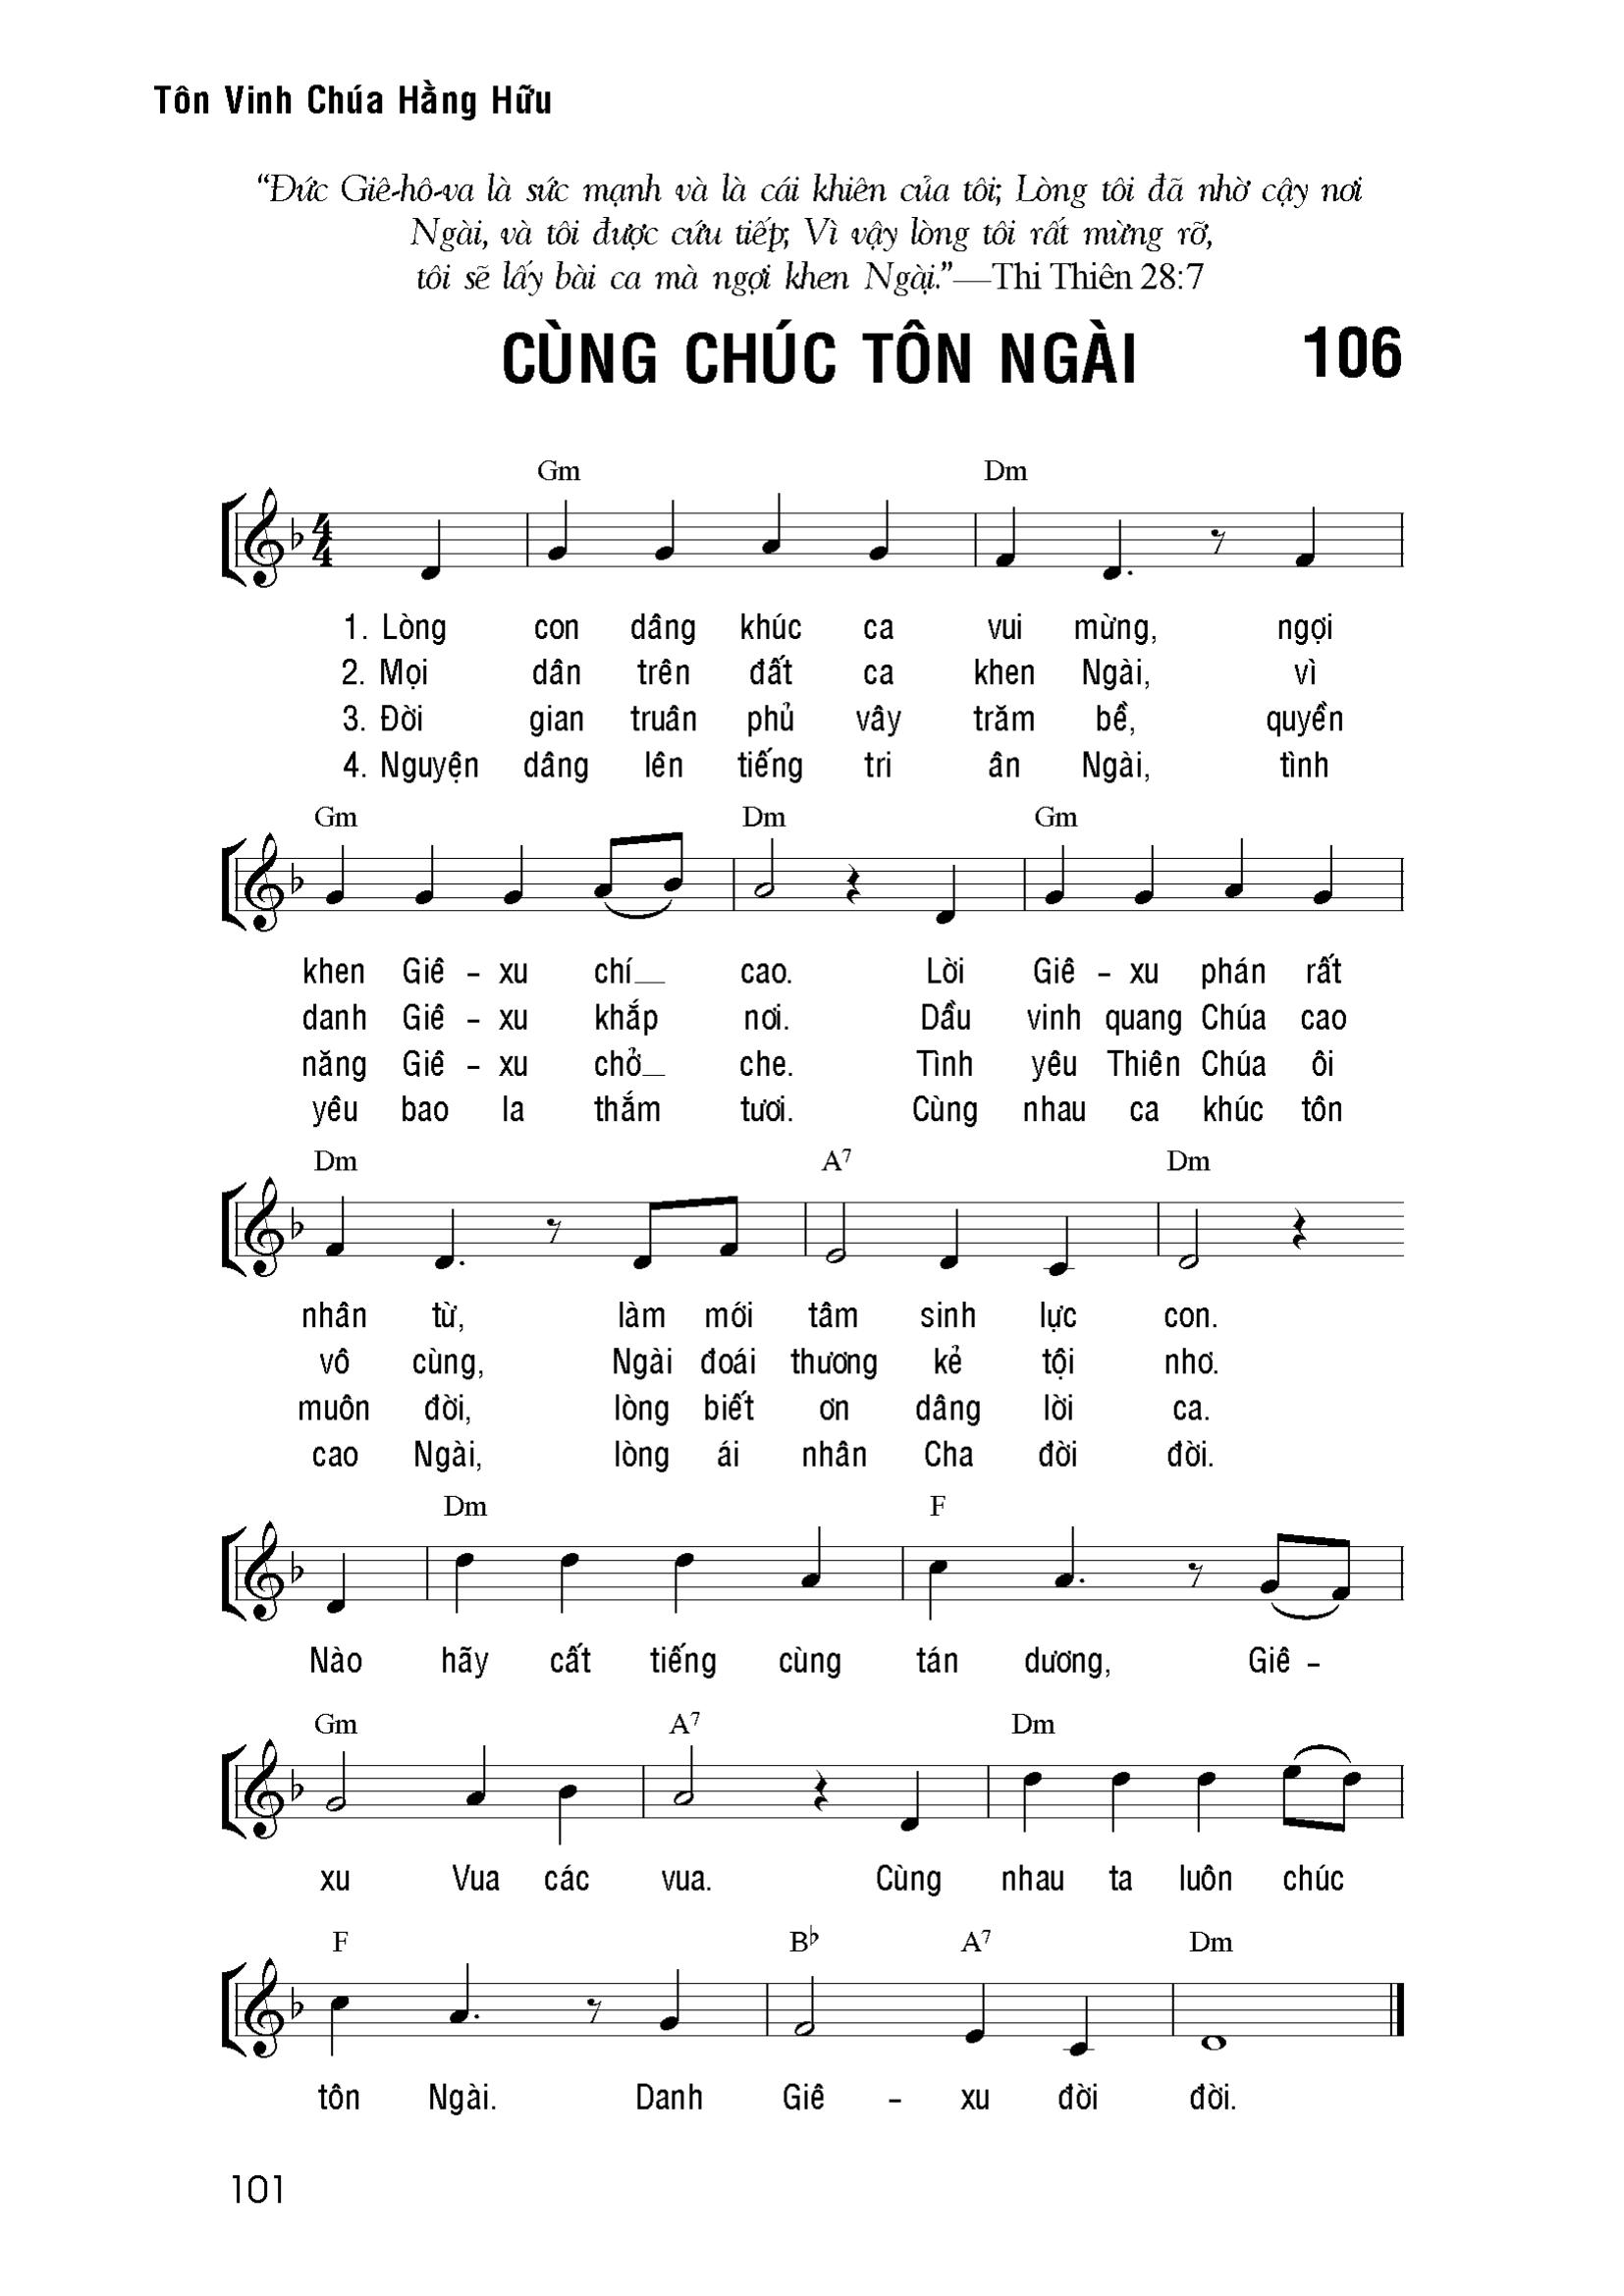 Tôn Vinh Chúa Hằng Hữu
“Đức Giê-hô-va là sức mạnh và là cái khiên của tôi; Lòng tôi đã nhờ cậy nơi
Ngài, và tôi được cứu tiếp; Vì vậy lòng tôi rất mừng rỡ,
tôi sẽ lấy bài ca mà ngợi khen Ngài.”—Thi Thiên 28:7
CÙNG CHÚC TÔN NGÀI 106
Gm Dm
4
4
1. Lòng con dâng khúc ca vui mừng, ngợi
2. Mọi dân trên đất ca khen Ngài, vì
3. Đời gian truân phủ vây trăm bề, quyền
4. Nguyện dâng lên tiếng tri ân Ngài, tình
Gm Dm Gm
khen Giê - xu chí_ cao. Lời Giê - xu phán rất
danh Giê - xu khắp nơi. Dầu vinh quang Chúa cao
năng Giê - xu chở_ che. Tình yêu Thiên Chúa ôi
yêu bao la thắm tươi. Cùng nhau ca khúc tôn
Dm A7 Dm
nhân từ, làm mới tâm sinh lực con.
vô cùng, Ngài đoái thương kẻ tội nhơ.
muôn đời, lòng biết ơn dâng lời ca.
cao Ngài, lòng ái nhân Cha đời đời.
Dm F
Nào hãy cất tiếng cùng tán dương, Giê -
Gm A7 Dm
xu Vua các vua. Cùng nhau ta luôn chúc
F B♭ A7 Dm
tôn Ngài. Danh Giê - xu đời đời.
101